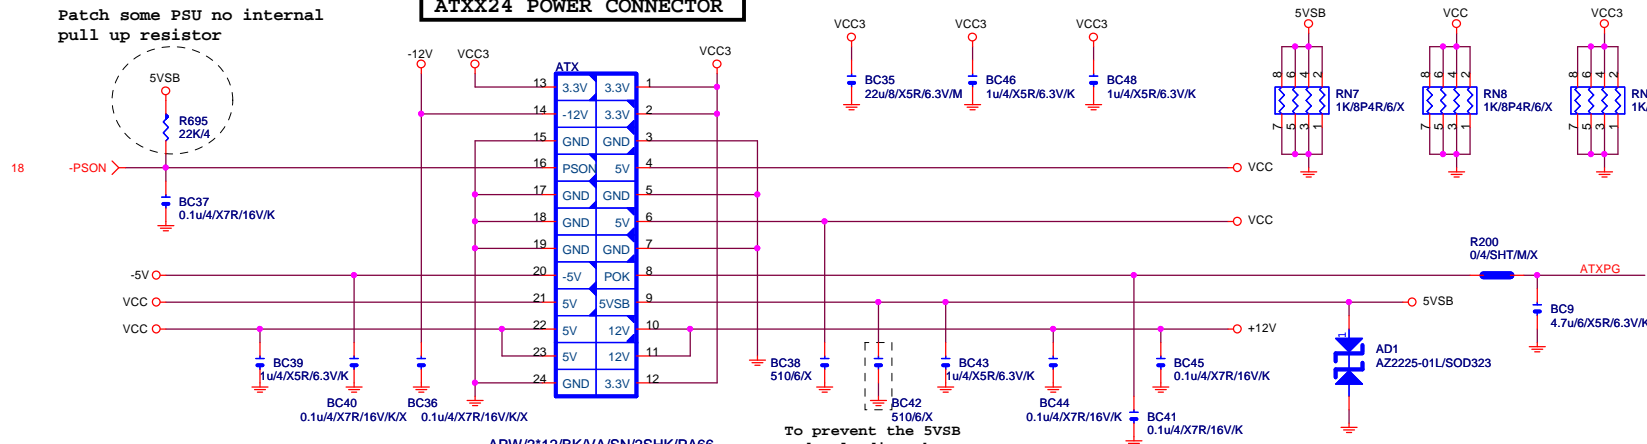 Patch some PSU no internal
pull up resistor
ATXX24 POWER CONNECTOR
5VSB
R695
22K/4
18
-PSON
BC37
0.1u/4/X7R/16V/K
-12V
VCC3
VCC3
ATX
13 3.3V 3.3V 1
14 -12V 3.3V 2
15 GND GND 3
16 PSON 5V 4
17 GND GND 5
18 GND 5V 6
19 GND GND 7
20 -5V POK 8
21 5V 5VSB 9
22 5V 12V 10
23 5V 12V 11
24 GND 3.3V 12
-5V
VCC
VCC
BC39
1u/4/X5R/6.3V/K
BC40
0.1u/4/X7R/16V/K/X
BC36
0.1u/4/X7R/16V/K/X
VCC3
BC35
22u/8/X5R/6.3V/M
VCC3
BC46
1u/4/X5R/6.3V/K
VCC3
BC48
1u/4/X5R/6.3V/K
5VSB
8 6 4 2
RN7
1K/8P4R/6/X
7 5 3 1
VCC
8 6 4 2
RN8
1K/8P4R/6/X
7 5 3 1
VCC3
8 6 4 2
7 5 3 1
VCC
VCC
R200
0/4/SHT/M/X
ATXPG
5VSB
+12V
BC9
4.7u/6/X5R/6.3V/K
BC38
510/6/X
BC42
510/6/X
BC43
1u/4/X5R/6.3V/K
BC44
0.1u/4/X7R/16V/K
BC45
0.1u/4/X7R/16V/K
BC41
0.1u/4/X7R/16V/K
1
AD1
AZ2225-01L/SOD323
To prevent the 5VSB